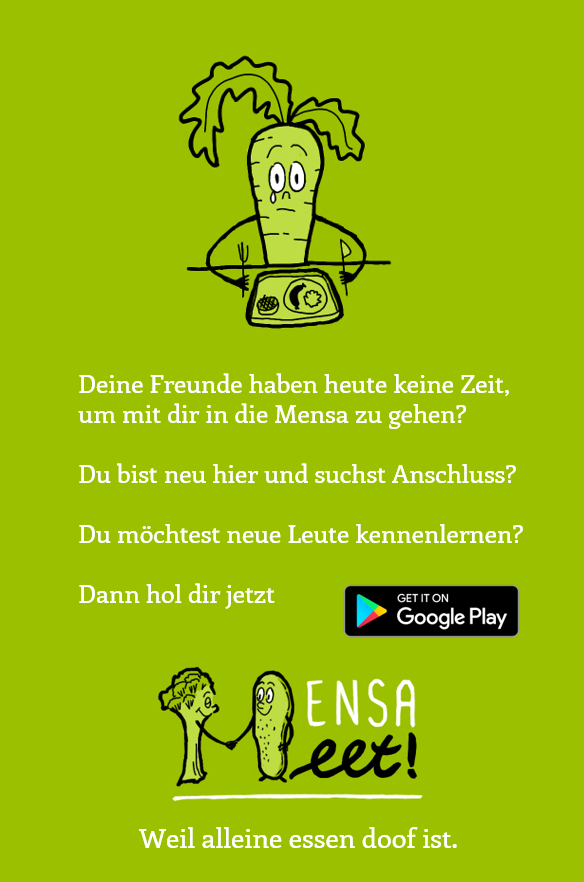 Deine Freunde haben heute keine Zeit,
um mit dir in die Mensa zu gehen?
Du bist neu hier und suchst Anschluss?
Du möchtest neue Leute kennenlernen?
Dann hol dir jetzt
GET IT ON
Google Play
MENSA
Meet!
Weil alleine essen doof ist.